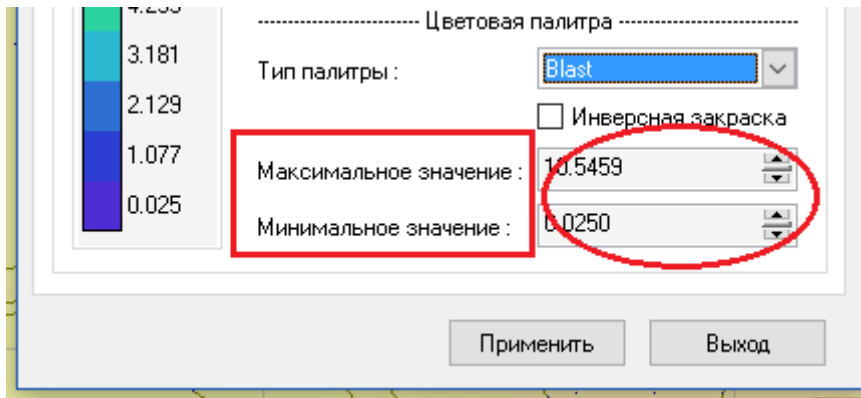 Цветовая палитра
3.181
Тип палитры :
Blast
2.129
Инверсная закраска
1.077
Максимальное значение :
10.5459
0.025
Минимальное значение :
0.0250
Применить
Выход